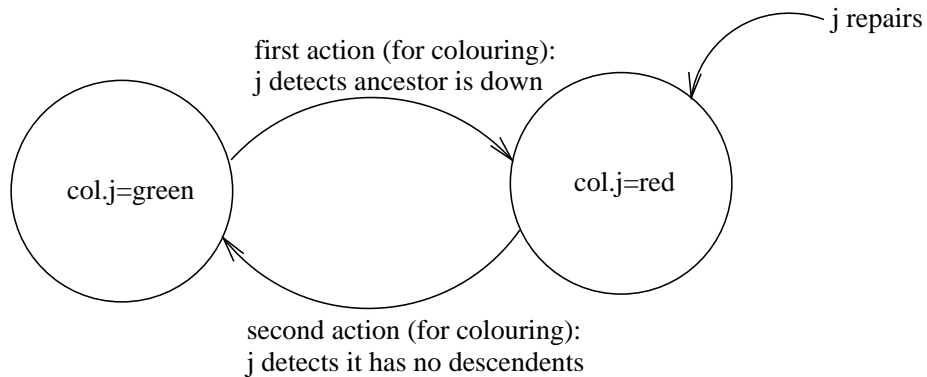 j repairs
first action (for colouring):
j detects ancestor is down
col.j=green
col.j=red
second action (for colouring):
j detects it has no descendents